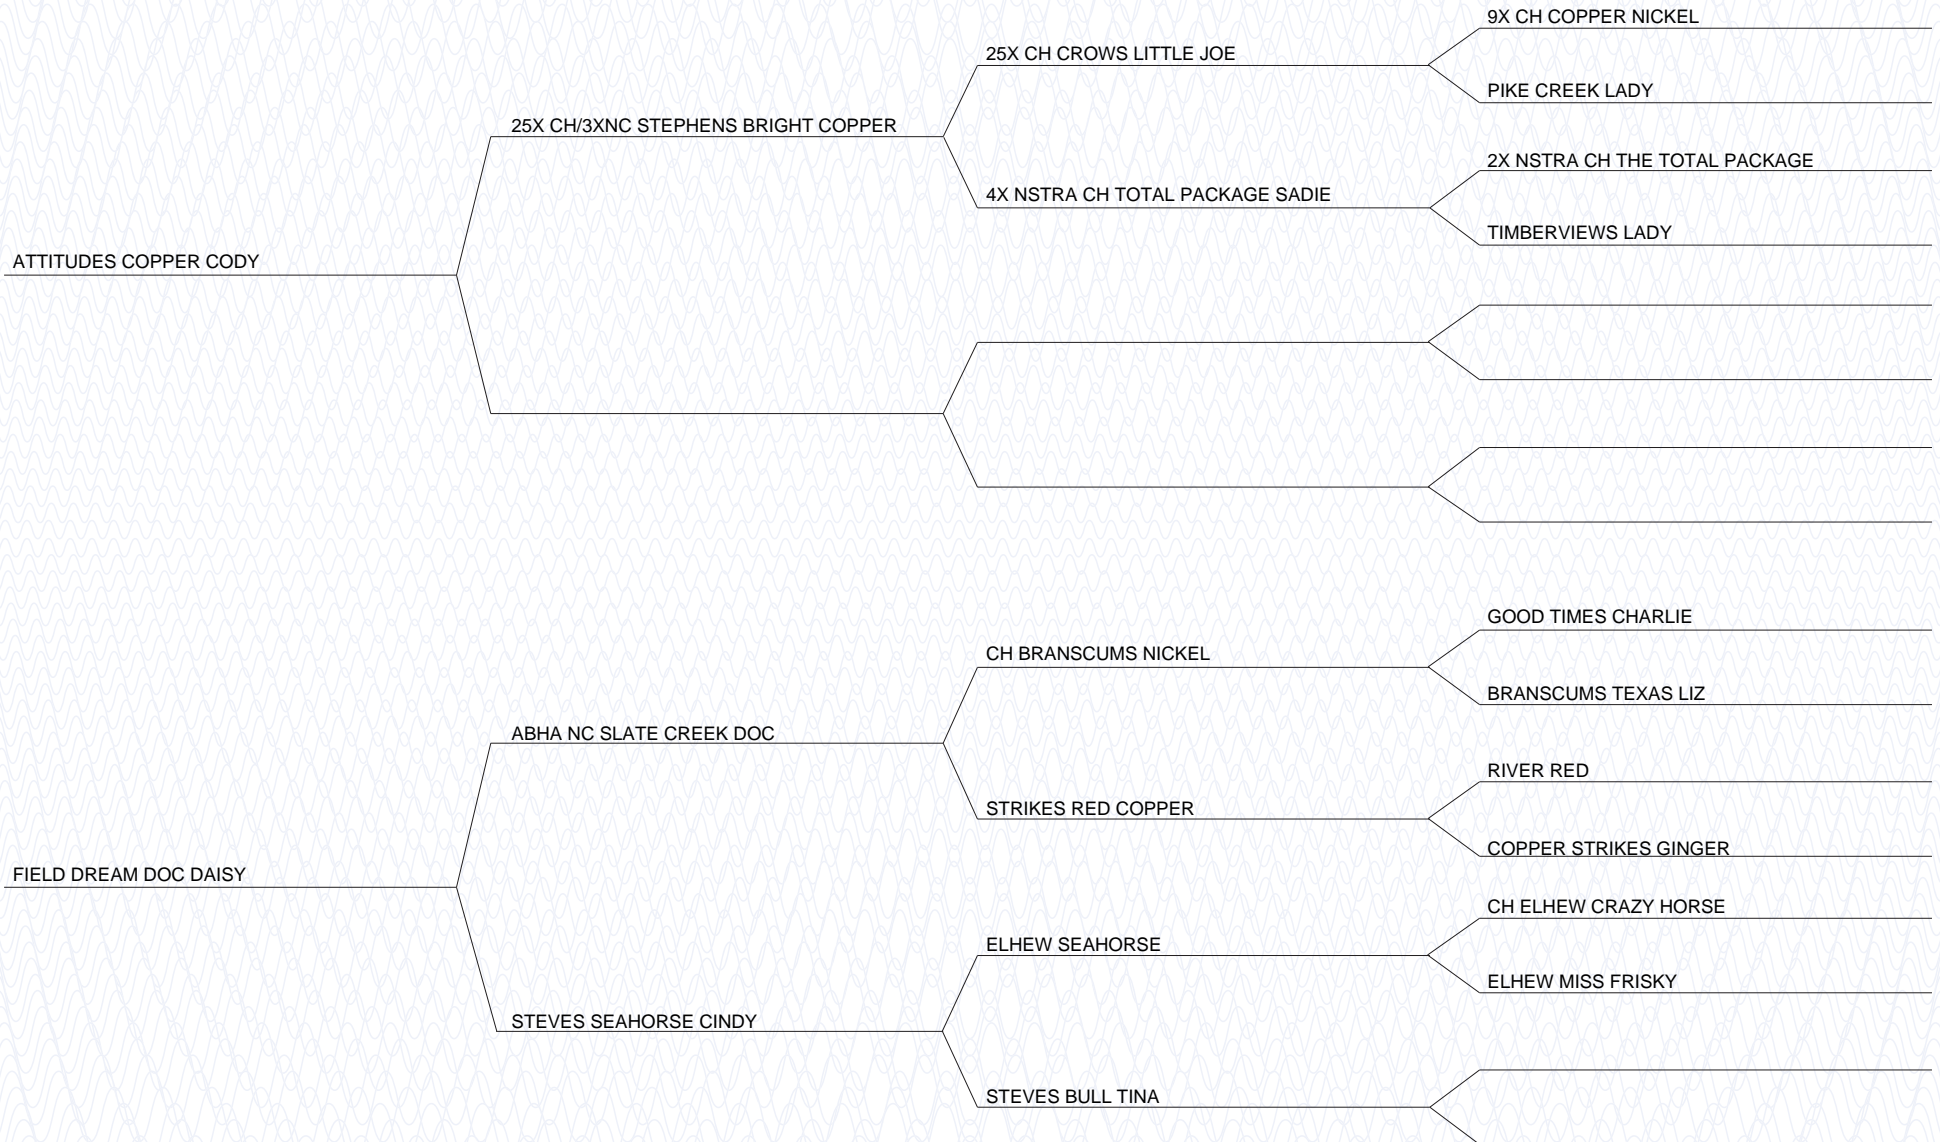 9X CH COPPER NICKEL
25X CH CROWS LITTLE JOE
PIKE CREEK LADY
25X CH/3XNC STEPHENS BRIGHT COPPER
2X NSTRA CH THE TOTAL PACKAGE
4X NSTRA CH TOTAL PACKAGE SADIE
TIMBERVIEWS LADY
ATTITUDES COPPER CODY
GOOD TIMES CHARLIE
CH BRANSCUMS NICKEL
BRANSCUMS TEXAS LIZ
ABHA NC SLATE CREEK DOC
RIVER RED
STRIKES RED COPPER
COPPER STRIKES GINGER
FIELD DREAM DOC DAISY
CH ELHEW CRAZY HORSE
ELHEW SEAHORSE
ELHEW MISS FRISKY
STEVES SEAHORSE CINDY
STEVES BULL TINA